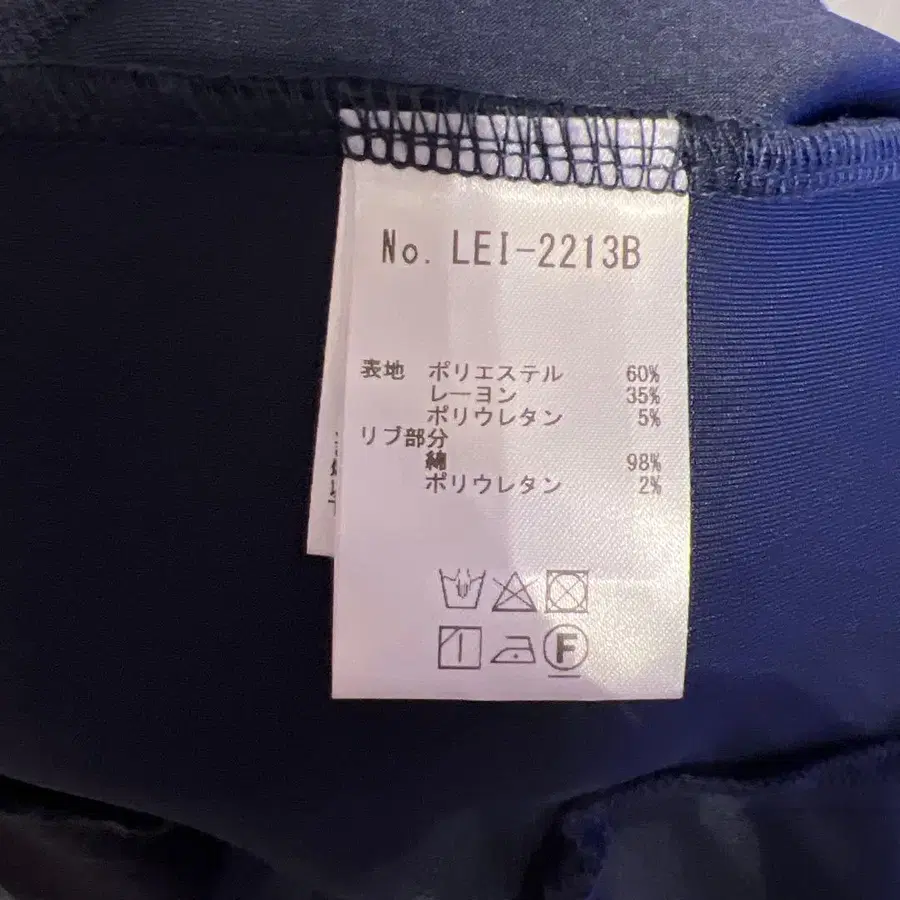 No. LEI-2213B
表地 ポリエステル 60%
レーヨン 35%
ポリウレタン 5%
リブ部分
綿 98%
ポリウレタン 2%
F